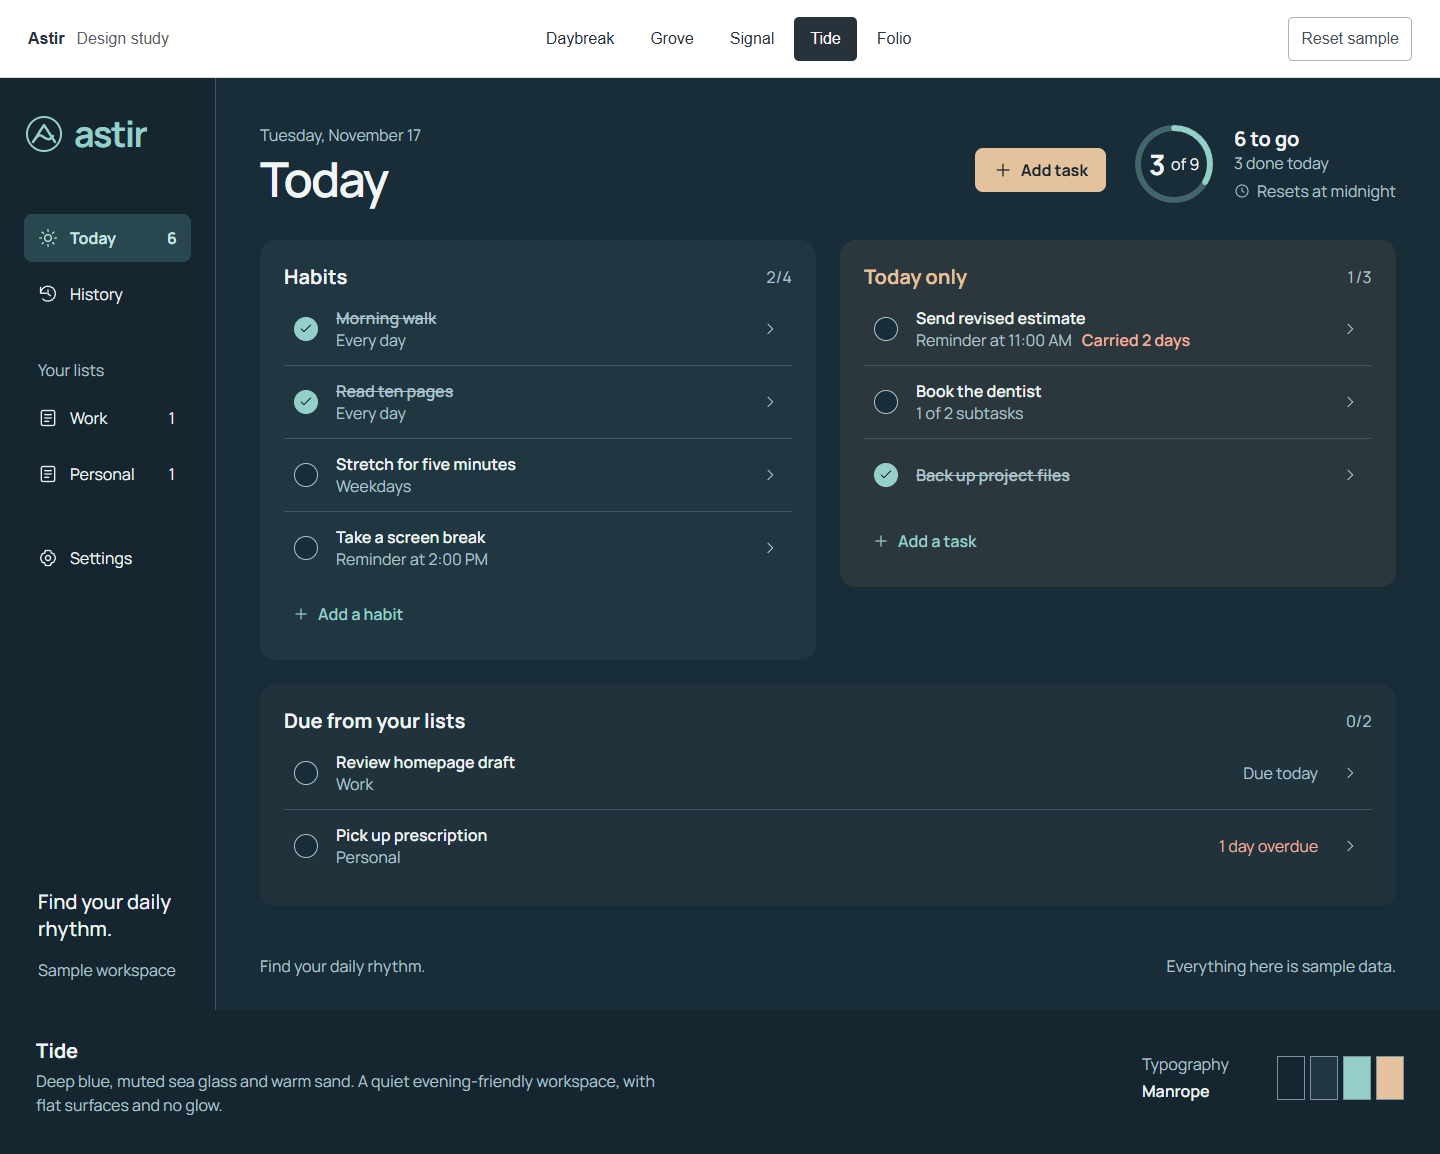 Astir Design study
Daybreak Grove Signal Tide Folio
Reset sample
astir
Today 6
History
Your lists
Work 1
Personal 1
Settings
Find your daily
rhythm.
Sample workspace
Tuesday, November 17
Today
+ Add task
3 of 9
6 to go
3 done today
Resets at midnight
Habits 2/4
Morning walk
Every day
Read ten pages
Every day
Stretch for five minutes
Weekdays
Take a screen break
Reminder at 2:00 PM
+ Add a habit
Today only 1/3
Send revised estimate
Reminder at 11:00 AM Carried 2 days
Book the dentist
1 of 2 subtasks
Back up project files
+ Add a task
Due from your lists 0/2
Review homepage draft
Work
Due today
Pick up prescription
Personal
1 day overdue
Find your daily rhythm.
Everything here is sample data.
Tide
Deep blue, muted sea glass and warm sand. A quiet evening-friendly workspace, with
flat surfaces and no glow.
Typography
Manrope